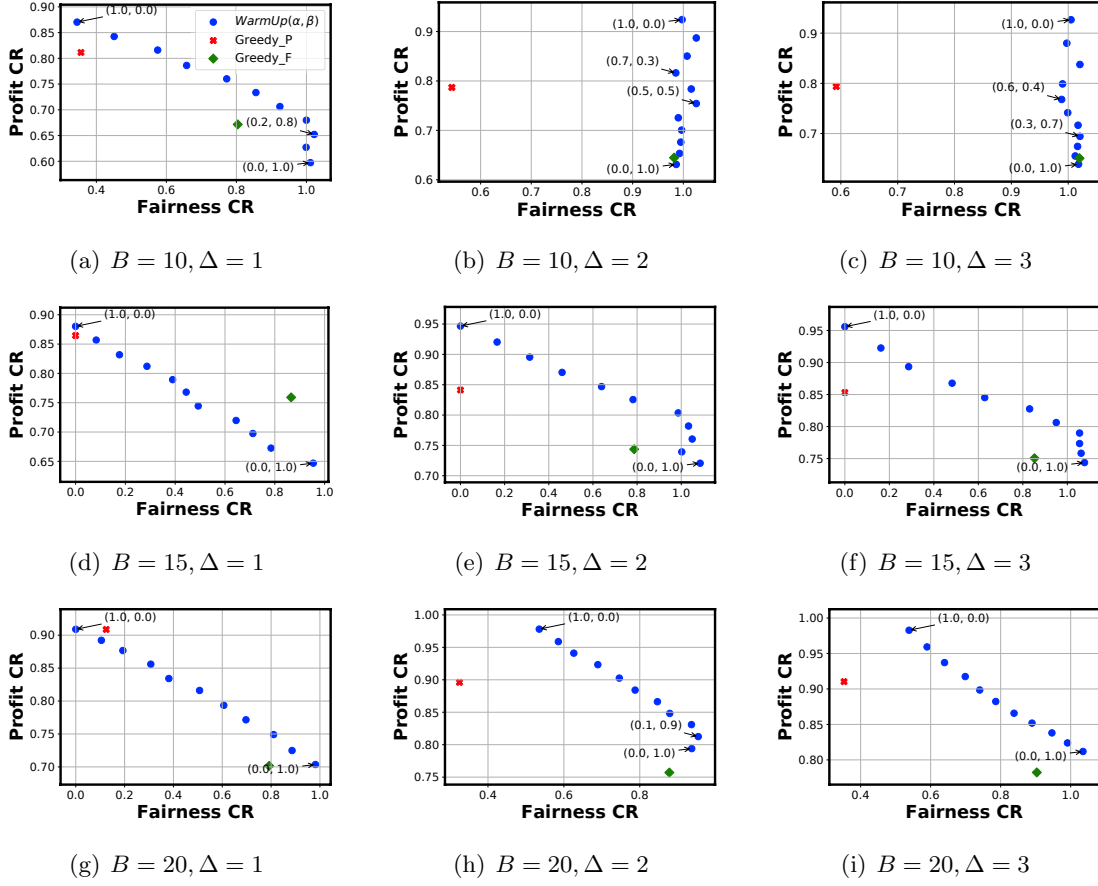 (1.0, 0.0)
WarmUp(α, β)
Greedy_P
Greedy_F
(0.2, 0.8)
(0.0, 1.0)
0.90
0.85
0.80
0.75
0.70
0.65
0.60
Profit CR
0.4 0.6 0.8 1.0
Fairness CR
(a) B = 10, Δ = 1
(1.0, 0.0)
(0.7, 0.3)
(0.5, 0.5)
(0.0, 1.0)
0.9
0.8
0.7
0.6
Profit CR
0.6 0.6 0.8 0.9 1.0
Fairness CR
(b) B = 10, Δ = 2
(1.0, 0.0)
(0.6, 0.4)
(0.3, 0.7)
(0.0, 1.0)
0.9
0.8
0.7
Profit CR
0.6 0.7 0.8 0.9 1.0
Fairness CR
(c) B = 10, Δ = 3
(1.0, 0.0)
(0.0, 1.0)
0.90
0.85
0.80
0.75
0.70
0.65
Profit CR
0.0 0.2 0.4 0.6 0.8 1.0
Fairness CR
(d) B = 15, Δ = 1
(1.0, 0.0)
(0.0, 1.0)
0.95
0.90
0.85
0.80
0.75
0.70
Profit CR
0.0 0.2 0.4 0.6 0.8 1.0
Fairness CR
(e) B = 15, Δ = 2
(1.0, 0.0)
(0.0, 1.0)
0.95
0.90
0.85
0.80
0.75
Profit CR
0.0 0.2 0.4 0.6 0.8 1.0
Fairness CR
(f) B = 15, Δ = 3
(1.0, 0.0)
(0.0, 1.0)
0.90
0.85
0.80
0.75
0.70
Profit CR
0.0 0.2 0.4 0.6 0.8 1.0
Fairness CR
(g) B = 20, Δ = 1
(1.0, 0.0)
(0.1, 0.9)
(0.0, 1.0)
1.00
0.95
0.90
0.85
0.80
0.75
Profit CR
0.4 0.6 0.8
Fairness CR
(h) B = 20, Δ = 2
(1.0, 0.0)
(0.0, 1.0)
1.00
0.95
0.90
0.85
0.80
Profit CR
0.4 0.6 0.8 1.0
Fairness CR
(i) B = 20, Δ = 3